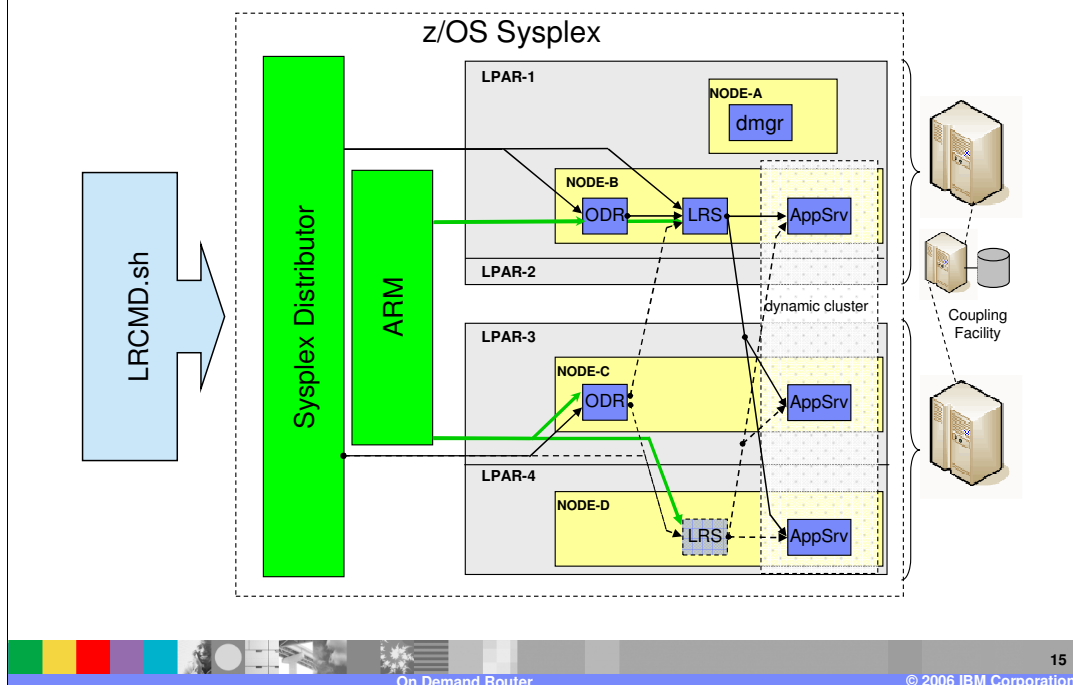 z/OS Sysplex
LRCMD.sh
Sysplex Distributor
ARM
LPAR-1
NODE-A
dmgr
NODE-B
ODR
LRS
AppSrv
LPAR-2
dynamic cluster
Coupling
Facility
LPAR-3
NODE-C
ODR
AppSrv
LPAR-4
NODE-D
LRS
AppSrv
15
On Demand Router
© 2006 IBM Corporation